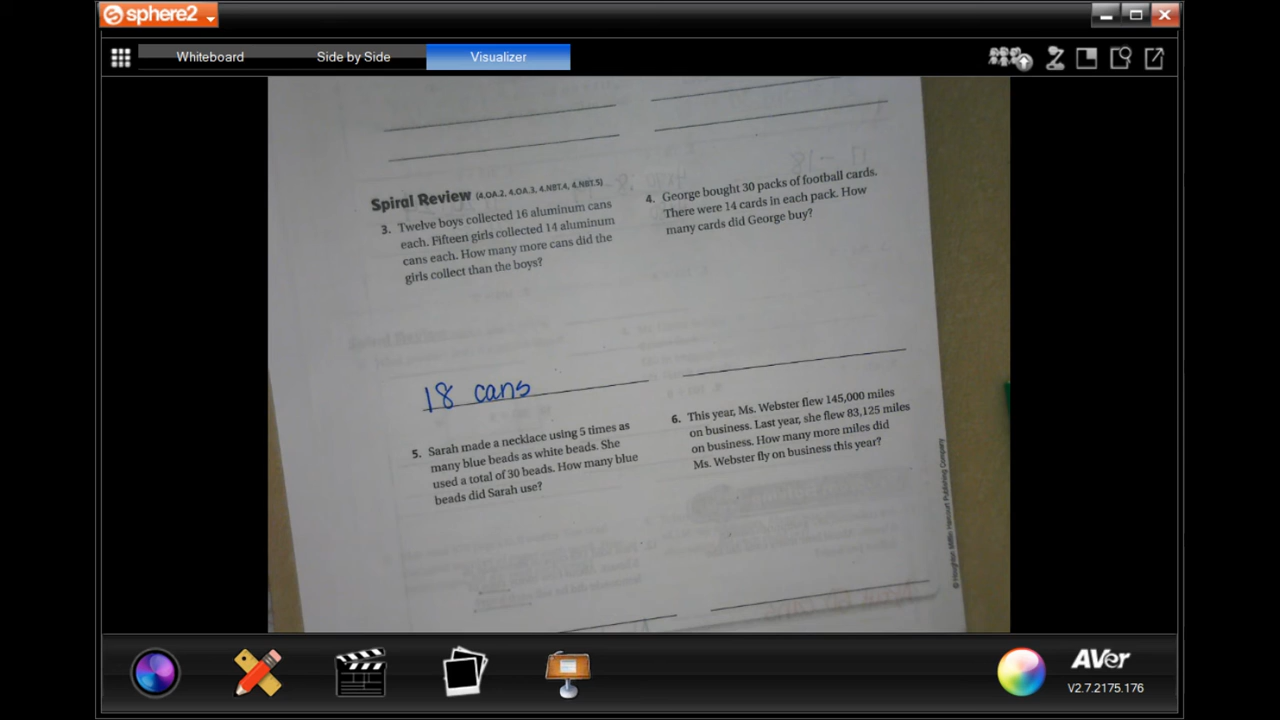 sphere2
Whiteboard
Side by Side
Visualizer
Spiral Review (4.OA.2, 4.OA.3, 4.NBT.4, 4.NBT.5)
3. Twelve boys collected 16 aluminum cans
each. Fifteen girls collected 14 aluminum
cans each. How many more cans did the
girls collect than the boys?
18 cans
4. George bought 30 packs of football cards.
There were 14 cards in each pack. How
many cards did George buy?
5. Sarah made a necklace using 5 times as
many blue beads as white beads. She
used a total of 30 beads. How many blue
beads did Sarah use?
6. This year, Ms. Webster flew 145,000 miles
on business. Last year, she flew 83,125 miles
on business. How many more miles did
Ms. Webster fly on business this year?
© Houghton Mifflin Harcourt Publishing Company
AVer
V2.7.2175.176